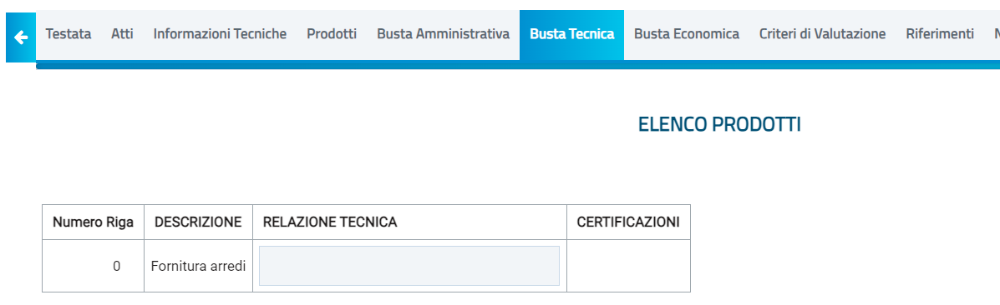 Testata Atti Informazioni Tecniche Prodotti Busta Amministrativa Busta Tecnica Busta Economica Criteri di Valutazione Riferimenti
ELENCO PRODOTTI
Numero Riga DESCRIZIONE RELAZIONE TECNICA CERTIFICAZIONI
0 Fornitura arredi